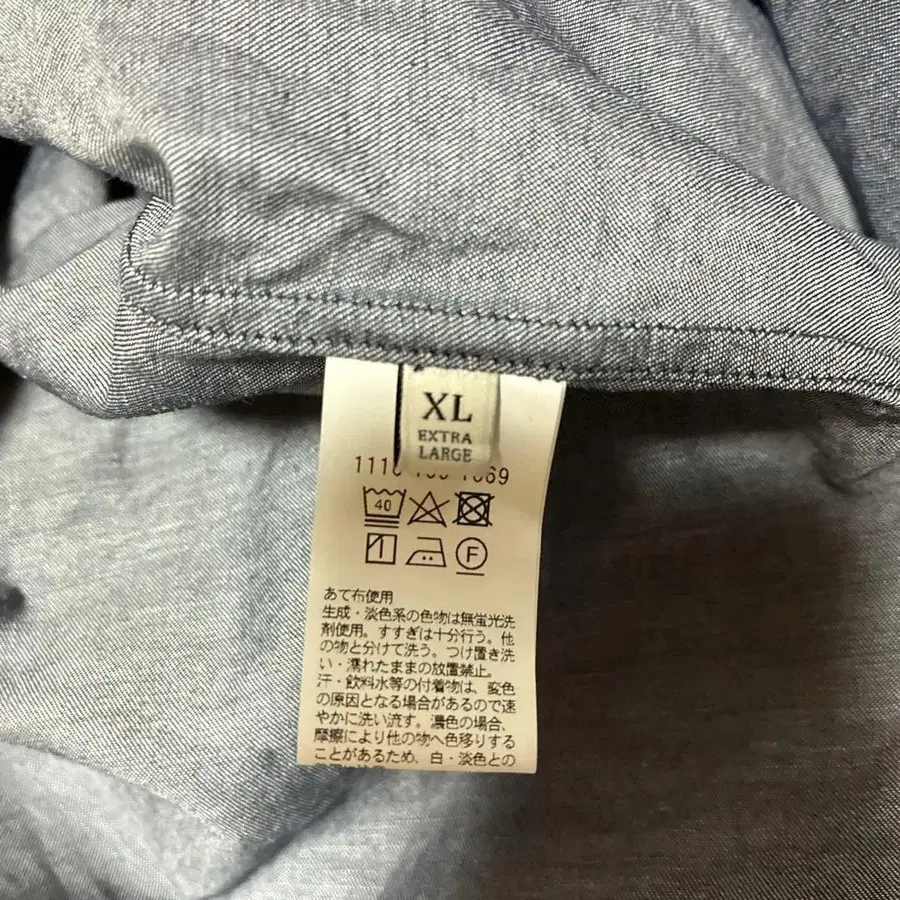 XL
EXTRA
LARGE
40
F
あて布使用
生成・淡色系の色物は無蛍光洗
剤使用。すすぎは十分行う。他
の物と分けて洗う。つけ置き洗
い・濡れたままの放置禁止。
汗・飲料水等の付着物は、変色
の原因となる場合があるので速
やかに洗い流す。濃色の場合、
摩擦により他の物へ色移りする
ことがあるため、白・淡色との